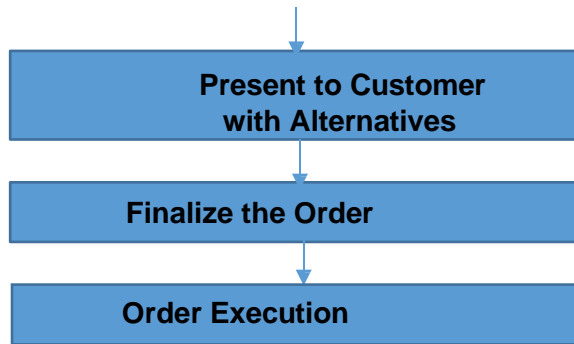 Present to Customer
with Alternatives
Finalize the Order
Order Execution